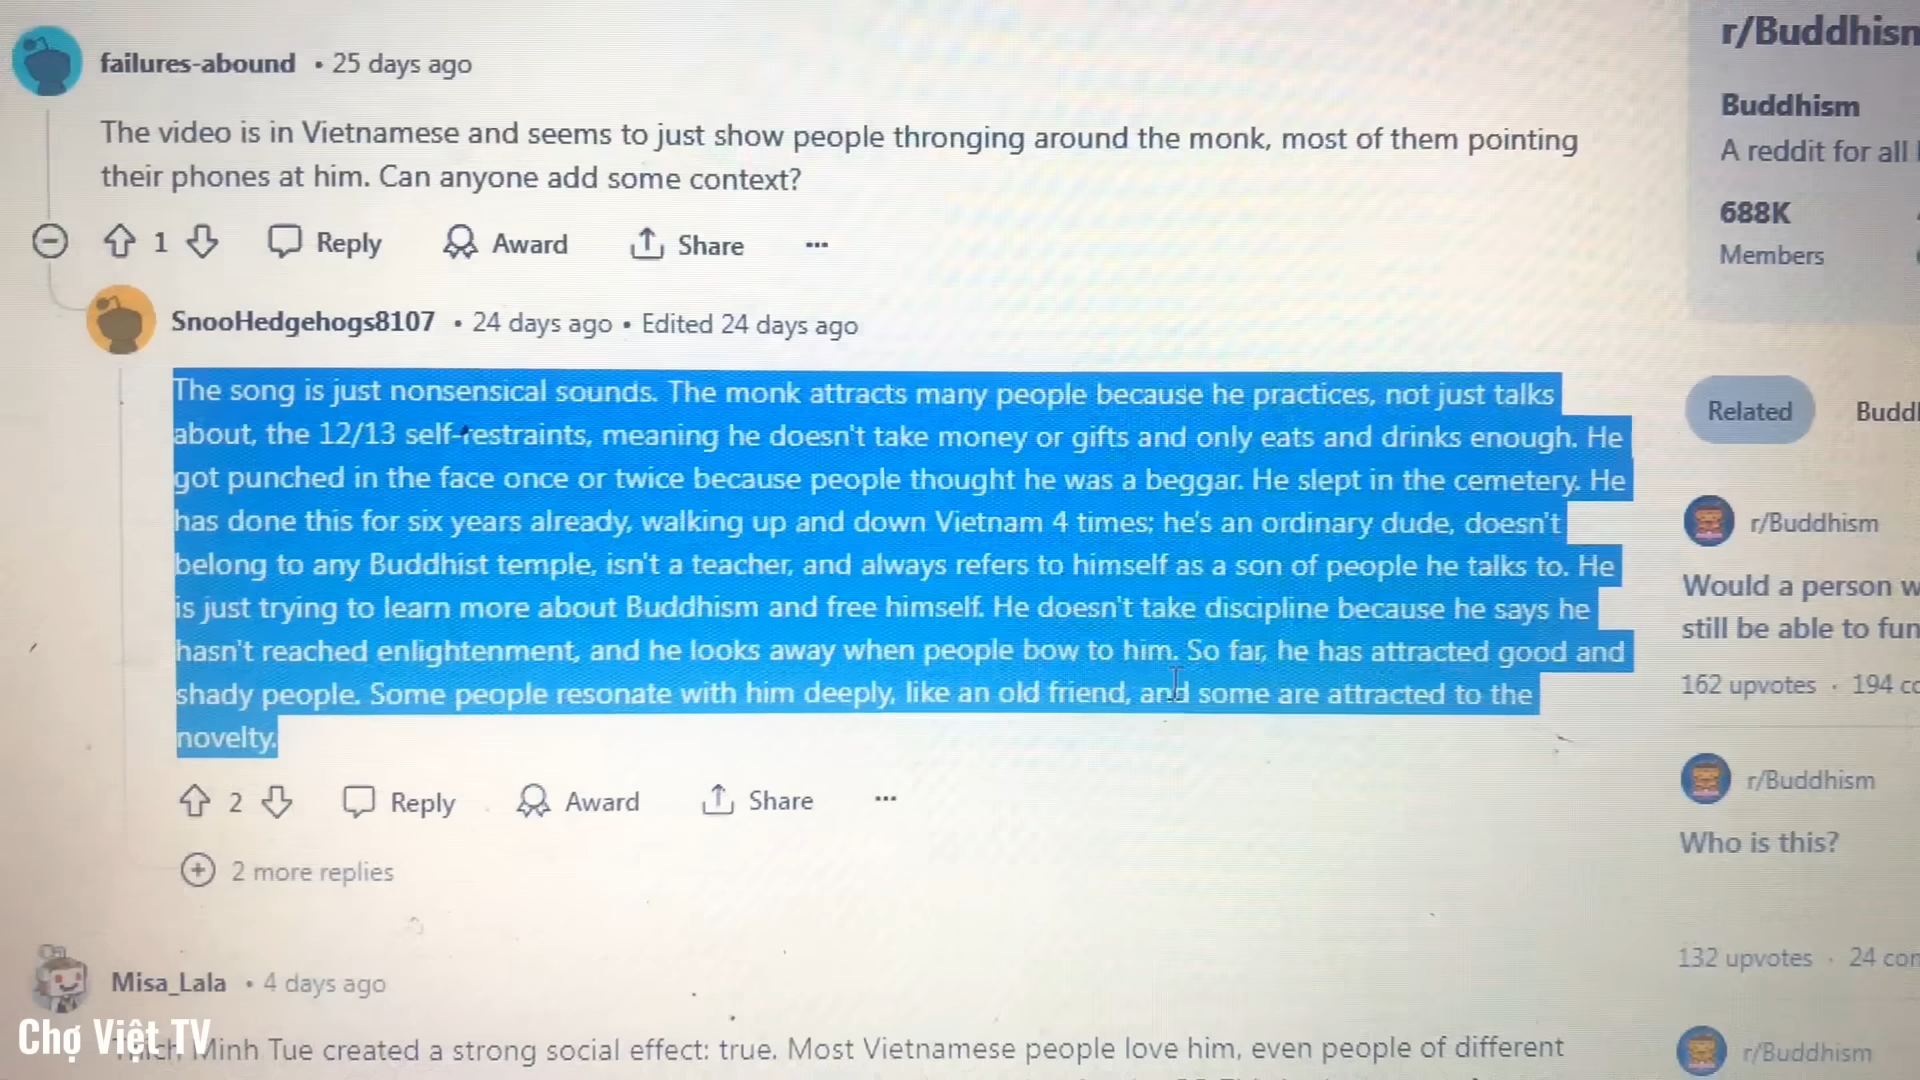 failures-abound • 25 days ago
The video is in Vietnamese and seems to just show people thronging around the monk, most of them pointing
their phones at him. Can anyone add some context?
1 Reply Award Share ...
SnooHedgehogs8107 • 24 days ago • Edited 24 days ago
The song is just nonsensical sounds. The monk attracts many people because he practices, not just talks
about, the 12/13 self-restraints, meaning he doesn't take money or gifts and only eats and drinks enough. He
got punched in the face once or twice because people thought he was a beggar. He slept in the cemetery. He
has done this for six years already, walking up and down Vietnam 4 times; he's an ordinary dude, doesn't
belong to any Buddhist temple, isn't a teacher, and always refers to himself as a son of people he talks to. He
is just trying to learn more about Buddhism and free himself. He doesn't take discipline because he says he
hasn't reached enlightenment, and he looks away when people bow to him. So far, he has attracted good and
shady people. Some people resonate with him deeply, like an old friend, and some are attracted to the
novelty.
2 Reply Award Share ...
2 more replies
Misa_Lala • 4 days ago
Minh Tue created a strong social effect: true. Most Vietnamese people love him, even people of different
Chợ Việt TV
r/Buddhism
Buddhism
A reddit for all
688K
Members
Related
r/Buddhism
Would a person
still be able to
162 upvotes · 194
r/Buddhism
Who is this?
132 upvotes · 24
r/Buddhism